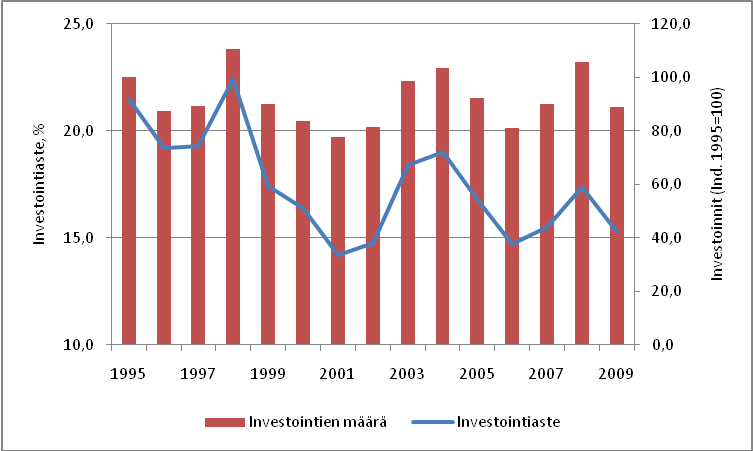 25,0
20,0
15,0
10,0
Investointiaste, %
120,0
100,0
80,0
60,0
40,0
20,0
0,0
Investoinnit (Ind. 1995=100)
1995 1997 1999 2001 2003 2005 2007 2009
Investointien määrä Investointiaste